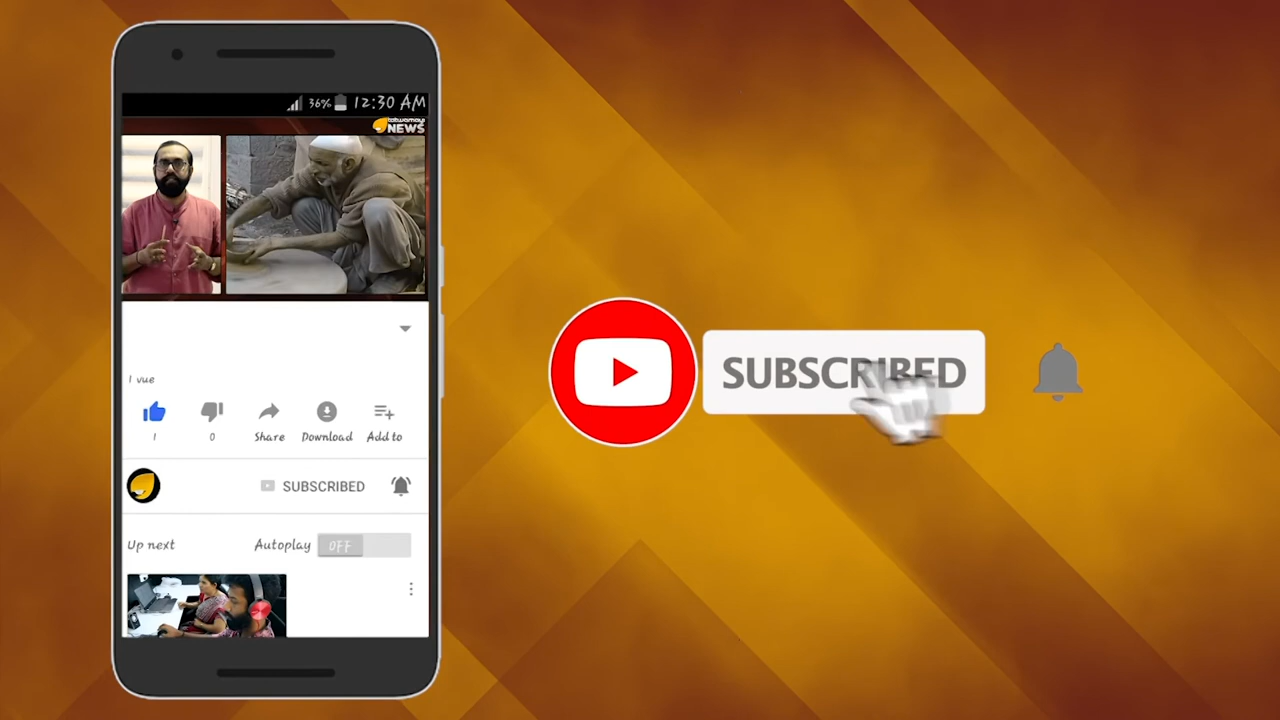 36% 12:30 AM
tatwamayi
NEWS
1 vue
1
0
Share
Download
Add to
SUBSCRIBED
Up next
Autoplay
OFF
SUBSCRIBED